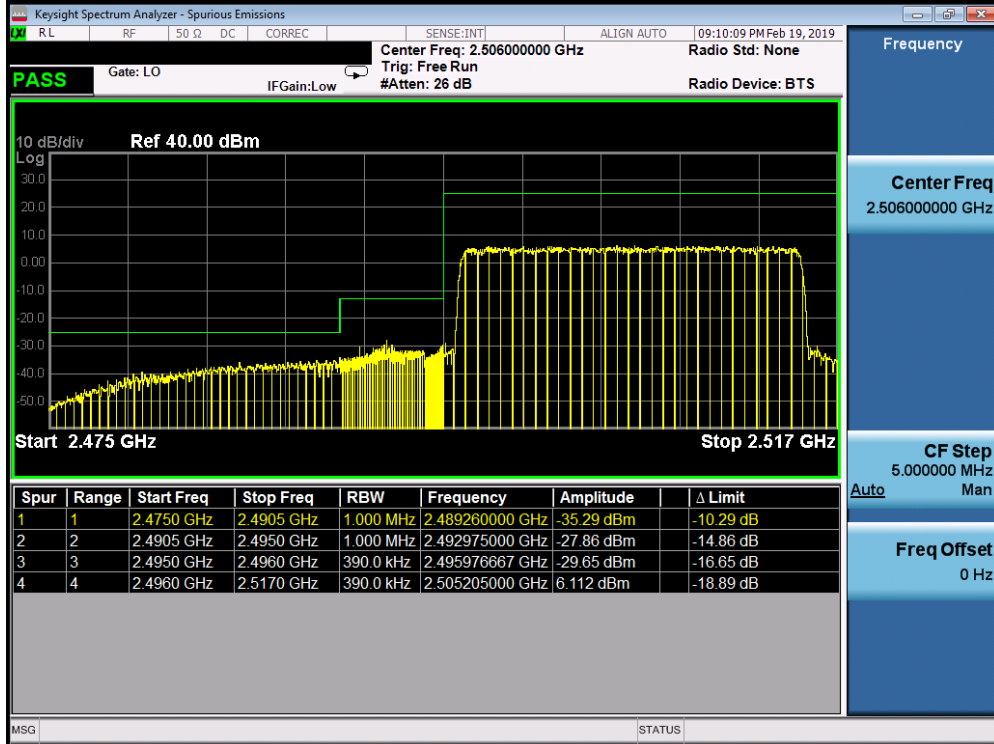 Keysight Spectrum Analyzer - Spurious Emissions
LXI RL RF 50 Ω DC CORREC SENSE:INT ALIGN AUTO 09:10:09 PM Feb 19, 2019
Center Freq: 2.506000000 GHz Radio Std: None
PASS Gate: LO Trig: Free Run
IFGain:Low #Atten: 26 dB Radio Device: BTS
10 dB/div Ref 40.00 dBm
Log
30.0
20.0
10.0
0.00
-10.0
-20.0
-30.0
-40.0
-50.0
Start 2.475 GHz Stop 2.517 GHz
Spur Range Start Freq Stop Freq RBW Frequency Amplitude Δ Limit
1 1 2.4750 GHz 2.4905 GHz 1.000 MHz 2.489260000 GHz -35.29 dBm -10.29 dB
2 2 2.4905 GHz 2.4950 GHz 1.000 MHz 2.492975000 GHz -27.86 dBm -14.86 dB
3 3 2.4950 GHz 2.4960 GHz 390.0 kHz 2.495976667 GHz -29.65 dBm -16.65 dB
4 4 2.4960 GHz 2.5170 GHz 390.0 kHz 2.505205000 GHz 6.112 dBm -18.89 dB
MSG STATUS
Frequency
Center Freq
2.506000000 GHz
CF Step
5.000000 MHz
Auto Man
Freq Offset
0 Hz